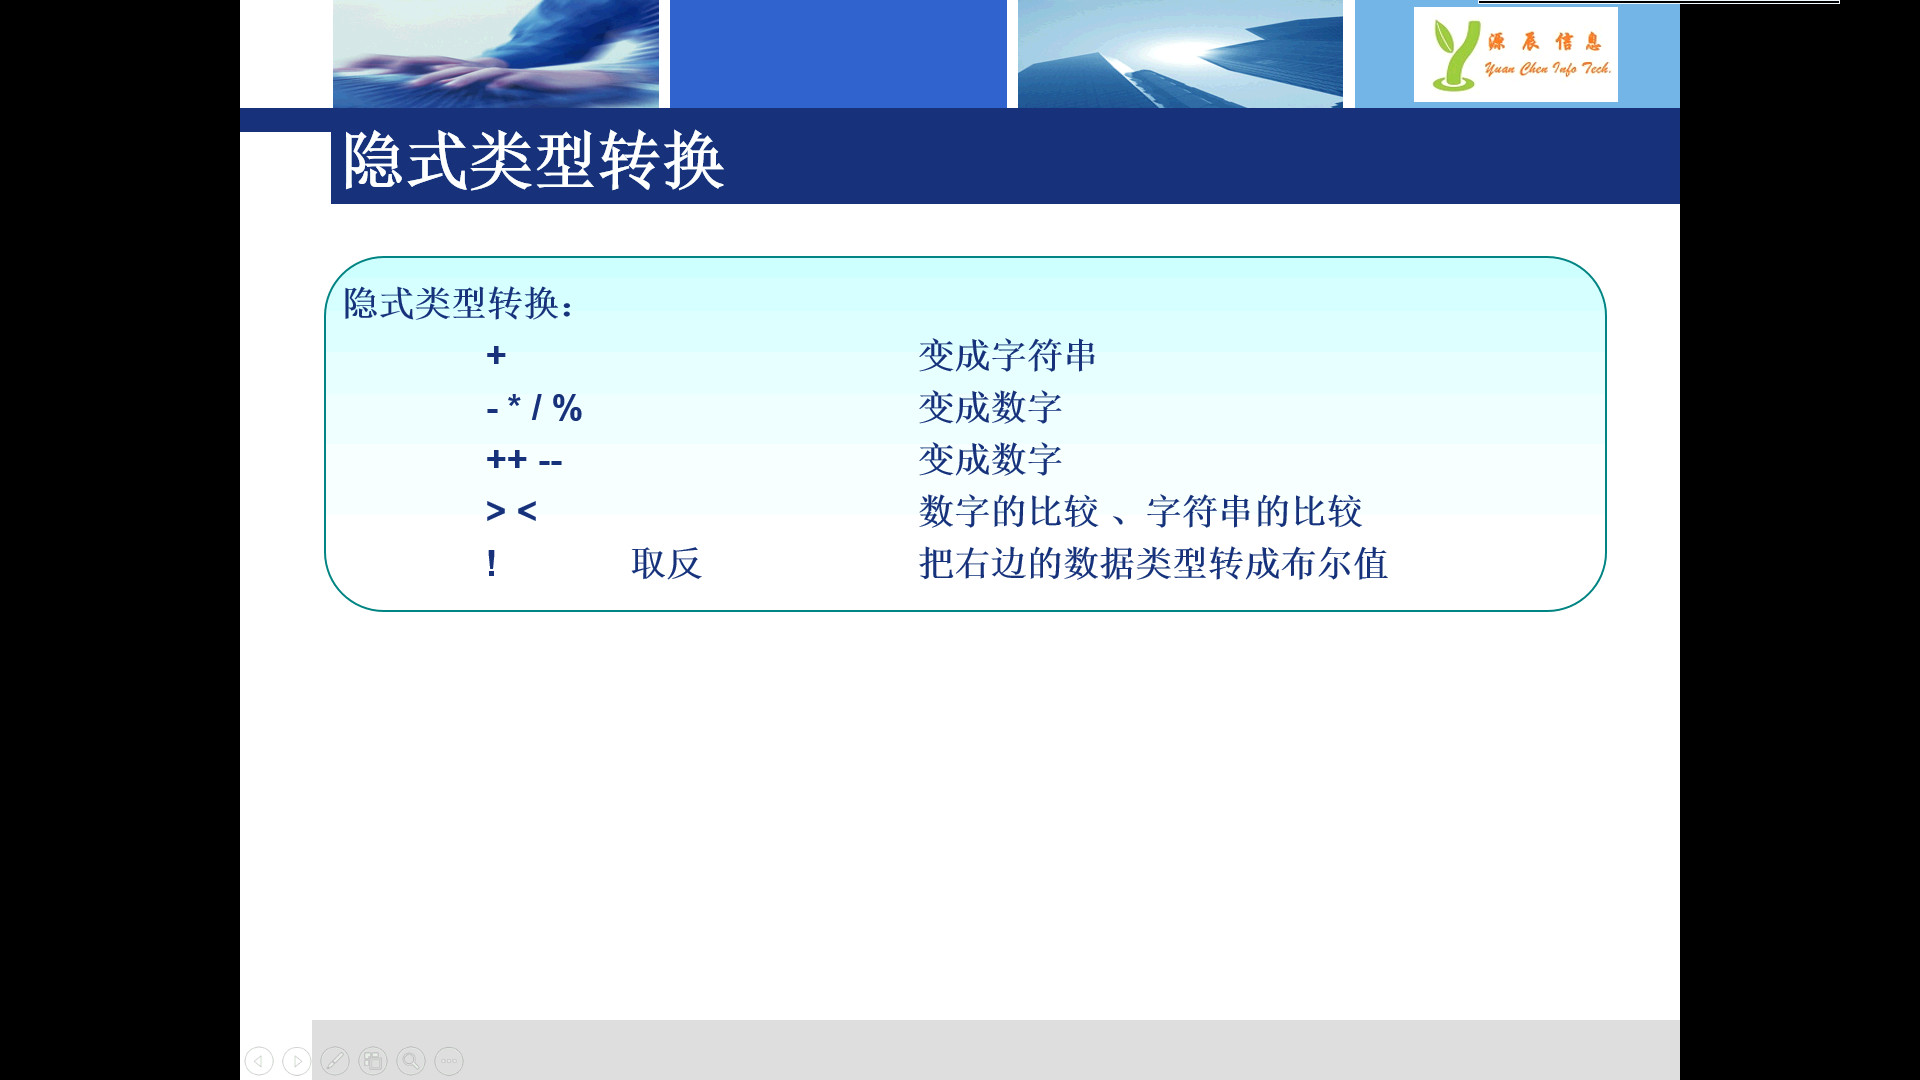 源辰信息
Yuan Chen Info Tech.
隐式类型转换
隐式类型转换：
+ 变成字符串
- * / % 变成数字
++ -- 变成数字
> < 数字的比较 、字符串的比较
! 取反 把右边的数据类型转成布尔值